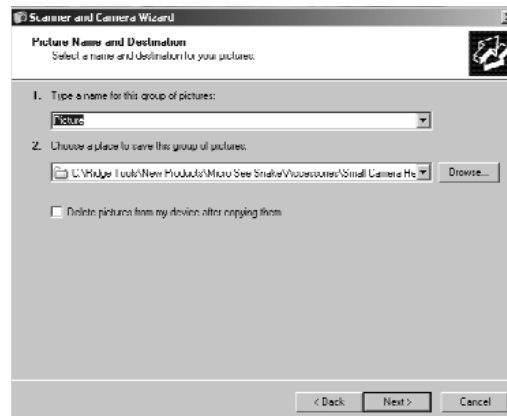 Scanner and Camera Wizard
Picture Name and Destination
Select a name and destination for your pictures.
1. Type a name for this group of pictures:
Picture
2. Choose a place to save this group of pictures:
C:\Ridge Tools\New Products\Micro See Snake\Accessories\Small Camera He
Browse...
Delete pictures from my device after copying them
< Back
Next >
Cancel